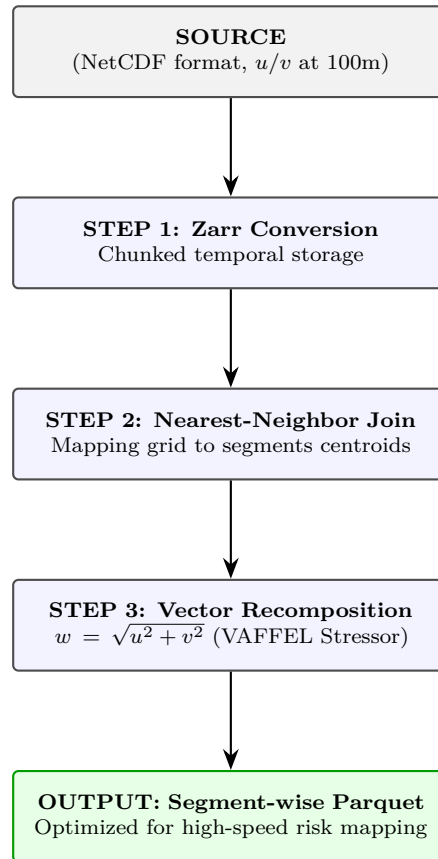 SOURCE
(NetCDF format, u/v at 100m)
STEP 1: Zarr Conversion
Chunked temporal storage
STEP 2: Nearest-Neighbor Join
Mapping grid to segments centroids
STEP 3: Vector Recomposition
w = √(u² + v²) (VAFFEL Stressor)
OUTPUT: Segment-wise Parquet
Optimized for high-speed risk mapping